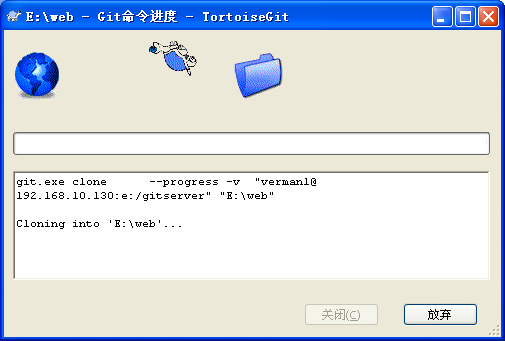 E:\web - Git命令进度 - TortoiseGit
git.exe clone     --progress -v  "verman1@
192.168.10.130:e:/gitserver" "E:\web"
Cloning into 'E:\web'...
关闭(C)
放弃